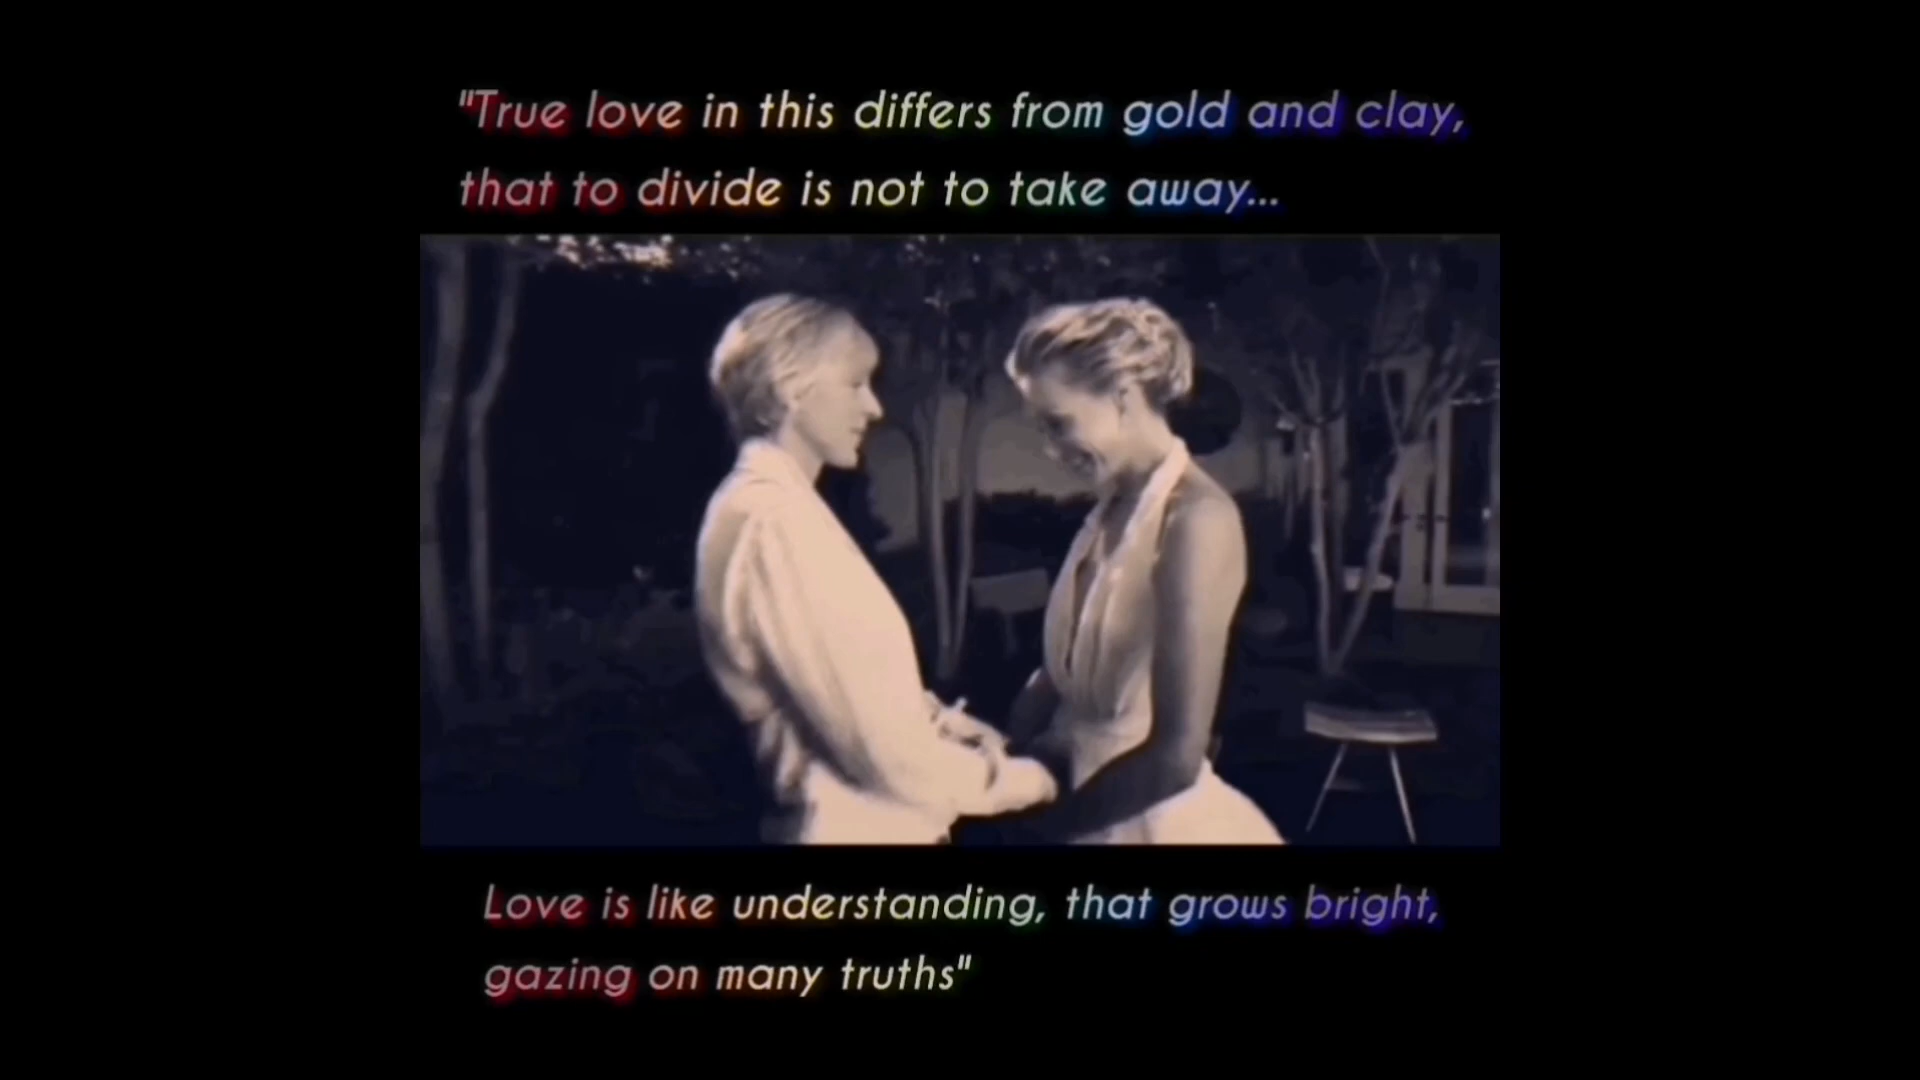 "True love in this differs from gold and clay,
that to divide is not to take away...
Love is like understanding, that grows bright,
gazing on many truths"